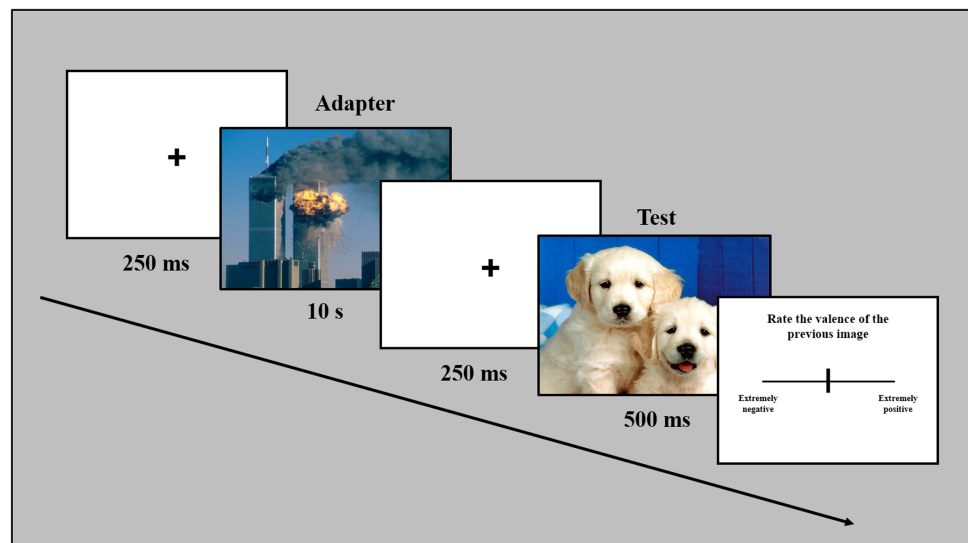 Adapter
250 ms
10 s
Test
250 ms
500 ms
Rate the valence of the
previous image
Extremely
negative
Extremely
positive